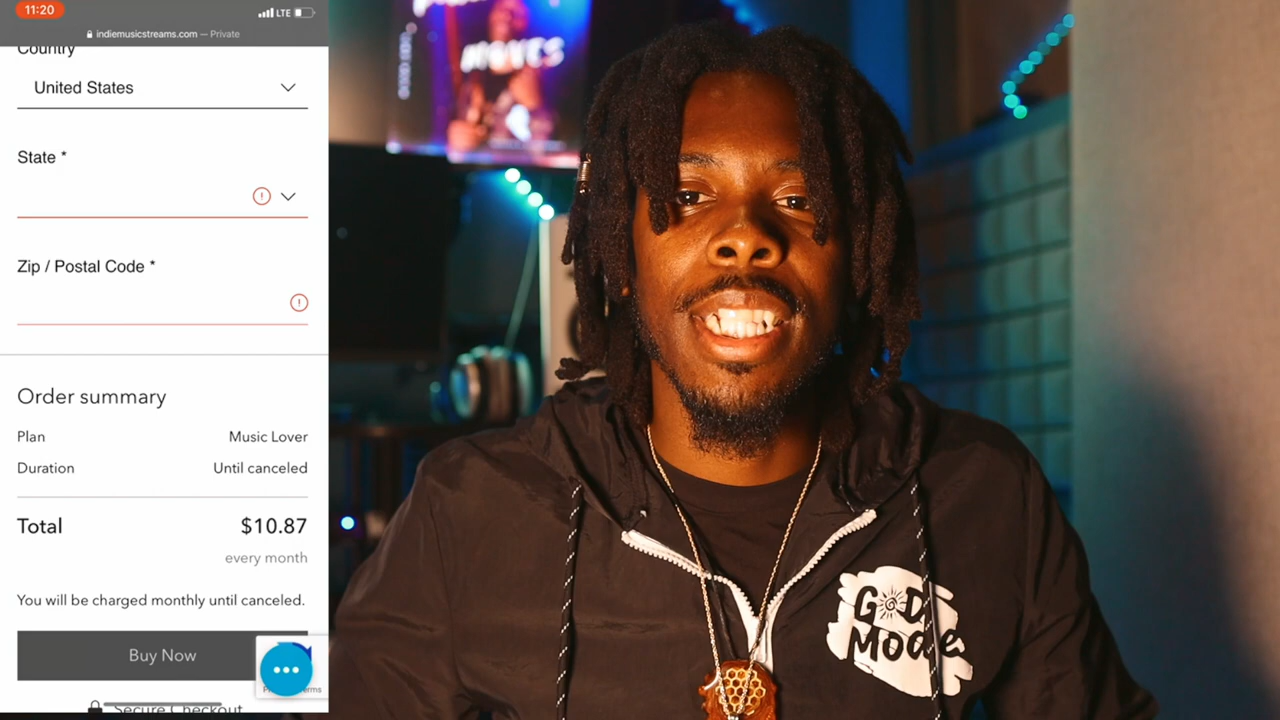 11:20
LTE
indiemusicstreams.com — Private
Country
United States
State *
Zip / Postal Code *
Order summary
Plan Music Lover
Duration Until canceled
Total $10.87
every month
You will be charged monthly until canceled.
Buy Now
Secure Checkout
MOVES
GOD
Mode